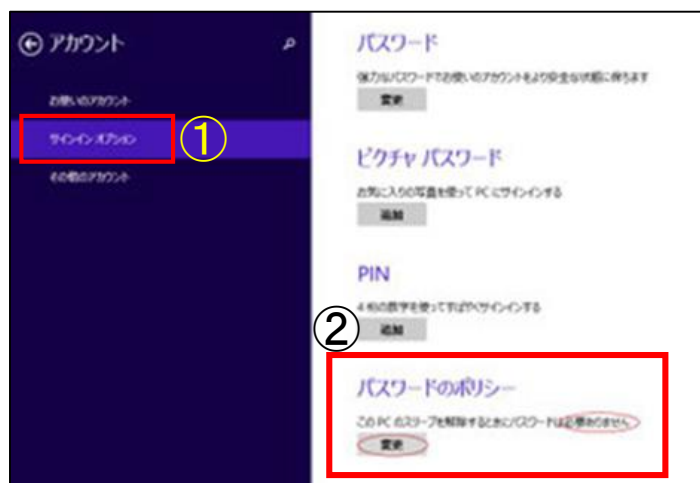 アカウント
お使いのアカウント
サインイン オプション
①
その他のアカウント
パスワード
強力なパスワードでお使いのアカウントをより安全な状態に保ちます
変更
ピクチャ パスワード
お気に入りの写真を使って PC にサインインする
追加
PIN
4 桁の数字を使ってすばやくサインインする
②
追加
パスワードのポリシー
この PC のスリープを解除するときにパスワードは必要ありません
変更